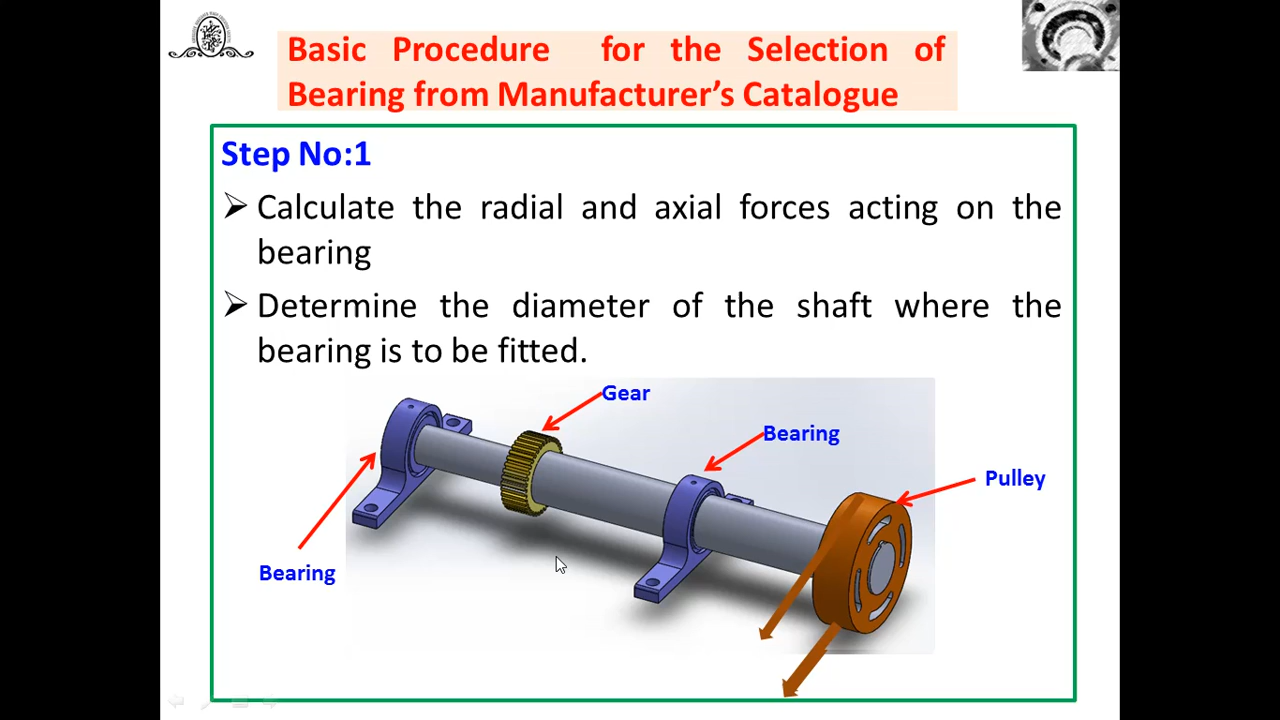 Basic Procedure for the Selection of
Bearing from Manufacturer’s Catalogue
Step No:1
Calculate the radial and axial forces acting on the
bearing
Determine the diameter of the shaft where the
bearing is to be fitted.
Gear
Bearing
Pulley
Bearing